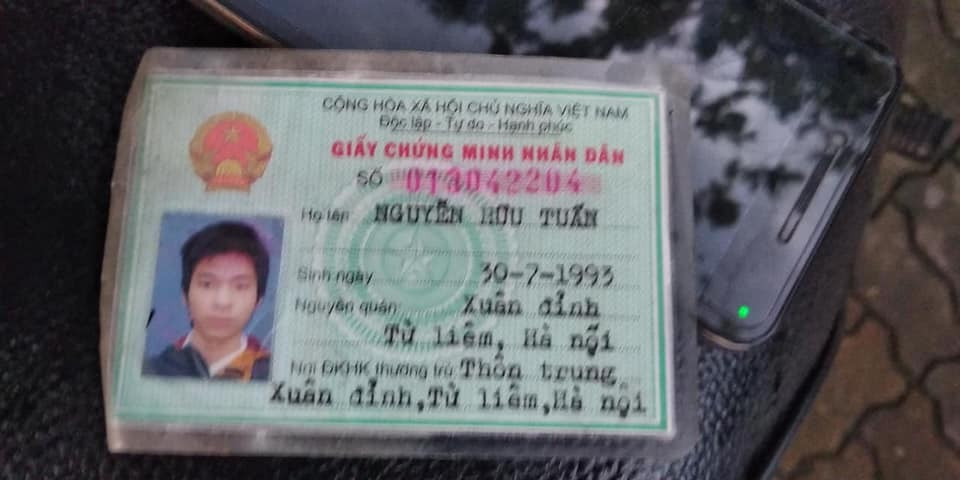 CỘNG HÒA XÃ HỘI CHỦ NGHĨA VIỆT NAM
Độc lập - Tự do - Hạnh phúc
GIẤY CHỨNG MINH NHÂN DÂN
SỐ 013042204
Họ tên: NGUYỄN HỮU TUẤN
Sinh ngày 30-7-1993
Nguyên quán: Xuân đỉnh
Từ liêm, Hà nội
Nơi ĐKHK thường trú Thôn trung
Xuân đỉnh,Từ liêm,Hà nội